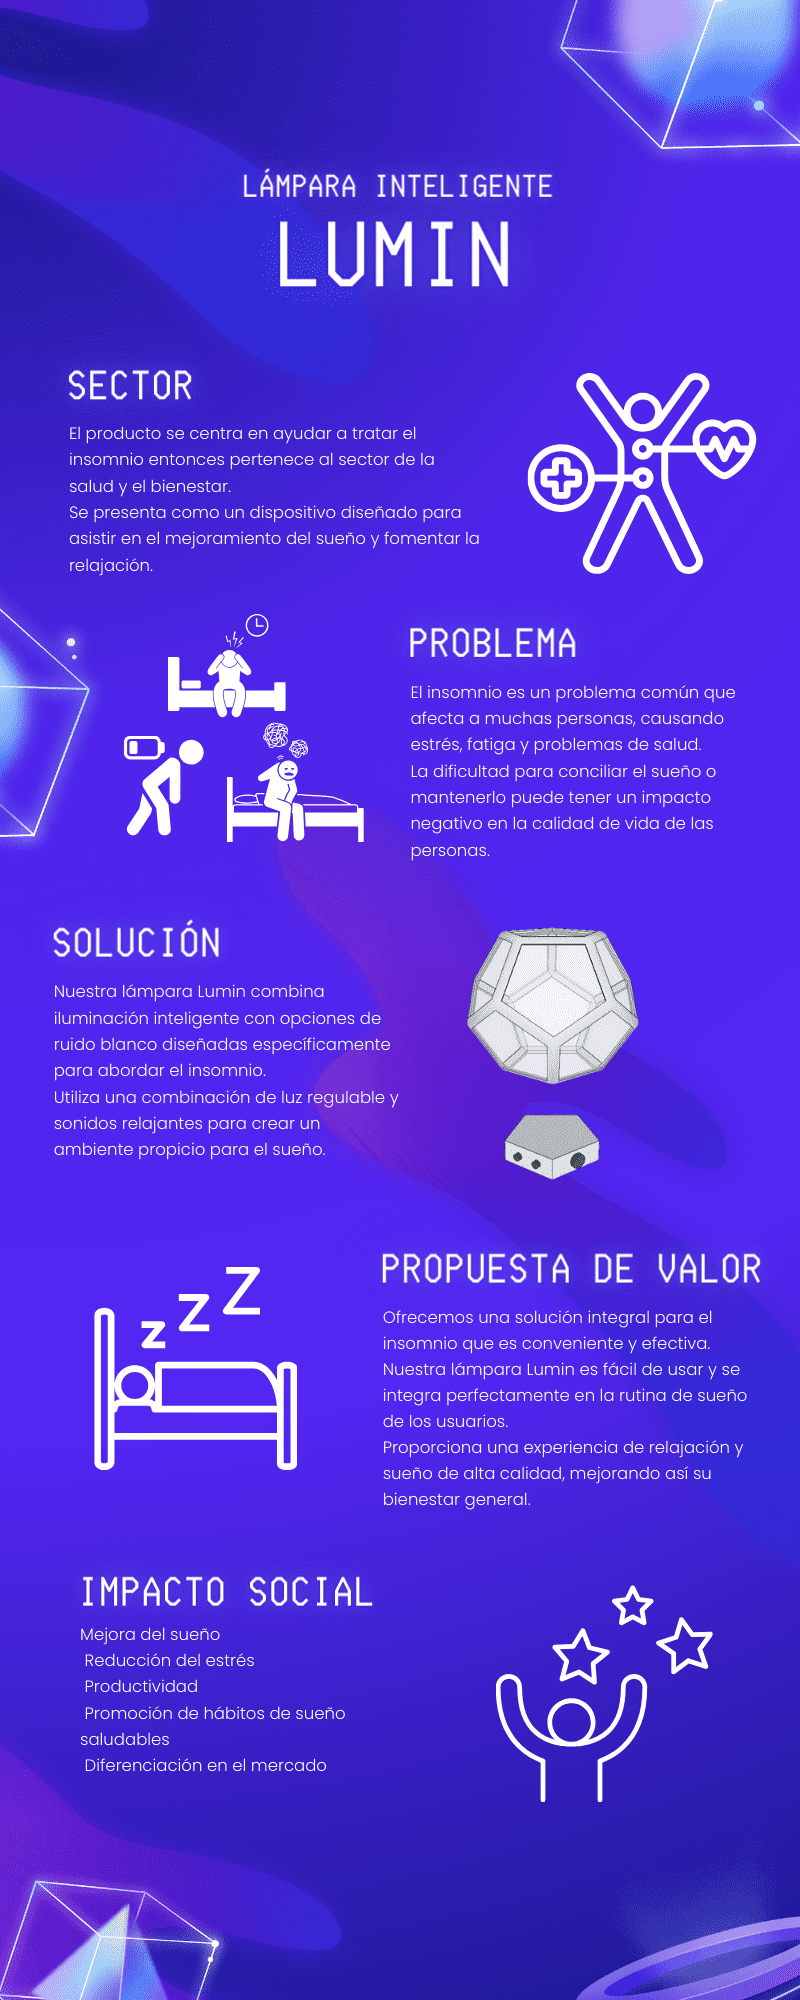 LÁMPARA INTELIGENTE
LUMIN
SECTOR
El producto se centra en ayudar a tratar el
insomnio entonces pertenece al sector de la
salud y el bienestar.
Se presenta como un dispositivo diseñado para
asistir en el mejoramiento del sueño y fomentar la
relajación.
PROBLEMA
El insomnio es un problema común que
afecta a muchas personas, causando
estrés, fatiga y problemas de salud.
La dificultad para conciliar el sueño o
mantenerlo puede tener un impacto
negativo en la calidad de vida de las
personas.
SOLUCIÓN
Nuestra lámpara Lumin combina
iluminación inteligente con opciones de
ruido blanco diseñadas específicamente
para abordar el insomnio.
Utiliza una combinación de luz regulable y
sonidos relajantes para crear un
ambiente propicio para el sueño.
z Z Z
PROPUESTA DE VALOR
Ofrecemos una solución integral para el
insomnio que es conveniente y efectiva.
Nuestra lámpara Lumin es fácil de usar y se
integra perfectamente en la rutina de sueño
de los usuarios.
Proporciona una experiencia de relajación y
sueño de alta calidad, mejorando así su
bienestar general.
IMPACTO SOCIAL
Mejora del sueño
Reducción del estrés
Productividad
Promoción de hábitos de sueño
saludables
Diferenciación en el mercado